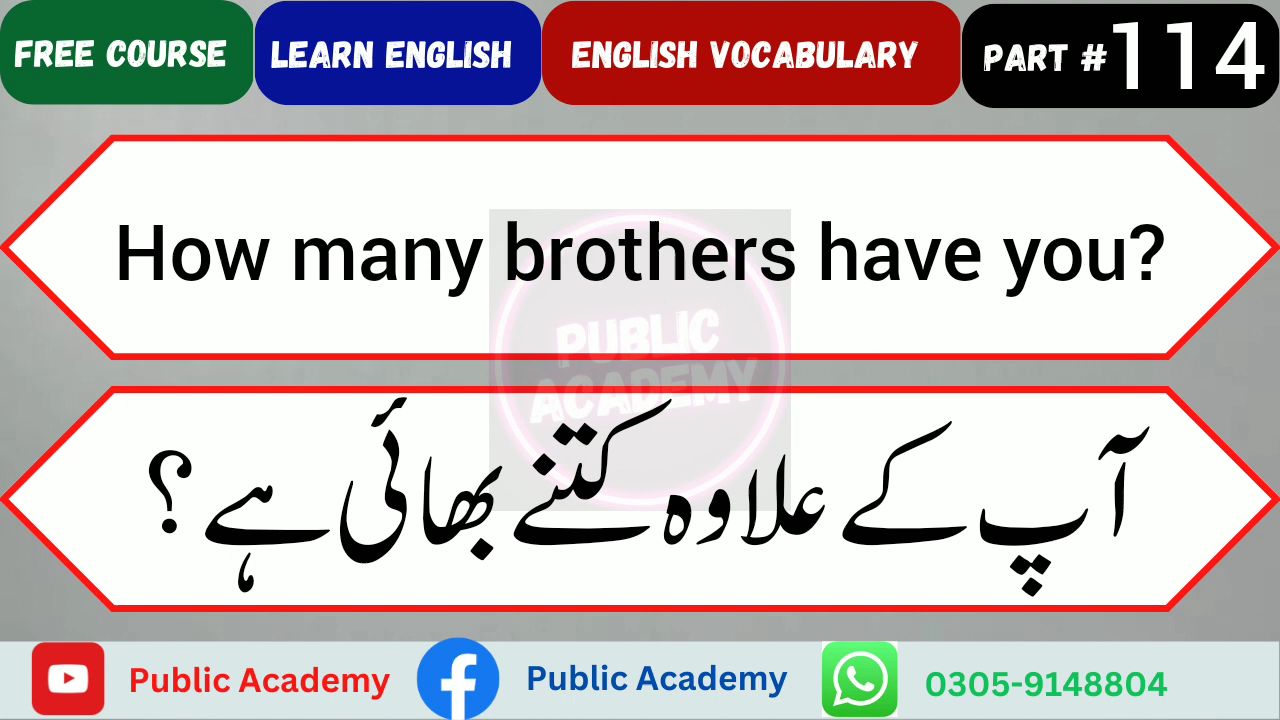 FREE COURSE
LEARN ENGLISH
ENGLISH VOCABULARY
PART #114
How many brothers have you?
PUBLIC
ACADEMY
آپ کے علاوہ کتنے بھائی ہے ؟
Public Academy
Public Academy
0305-9148804